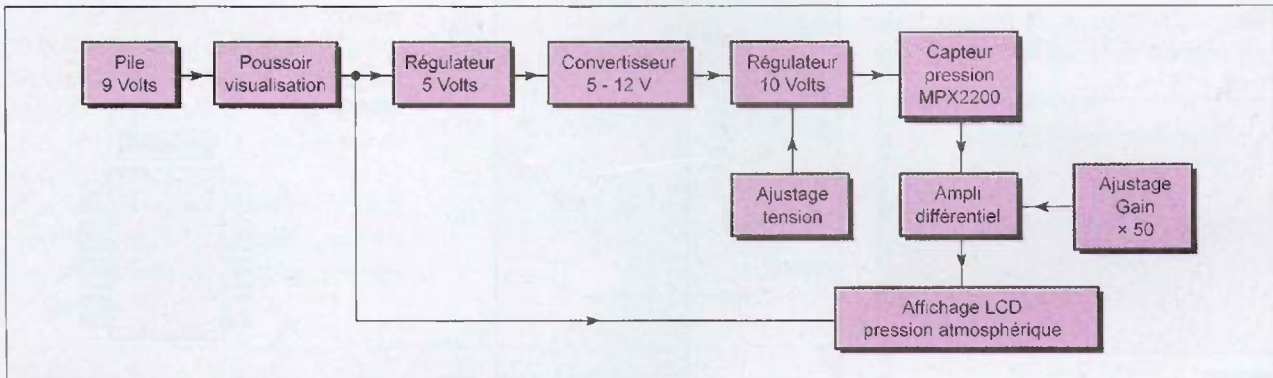 Pile
9 Volts
Poussoir
visualisation
Régulateur
5 Volts
Convertisseur
5 - 12 V
Régulateur
10 Volts
Capteur
pression
MPX2200
Ajustage
tension
Ampli
différentiel
Ajustage
Gain
× 50
Affichage LCD
pression atmosphérique